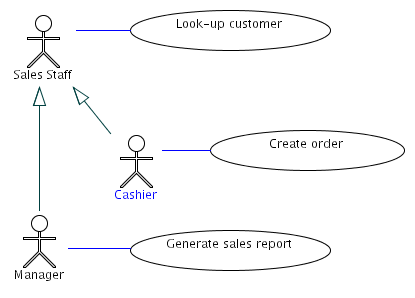 Look-up customer
Sales Staff
Create order
Cashier
Generate sales report
Manager